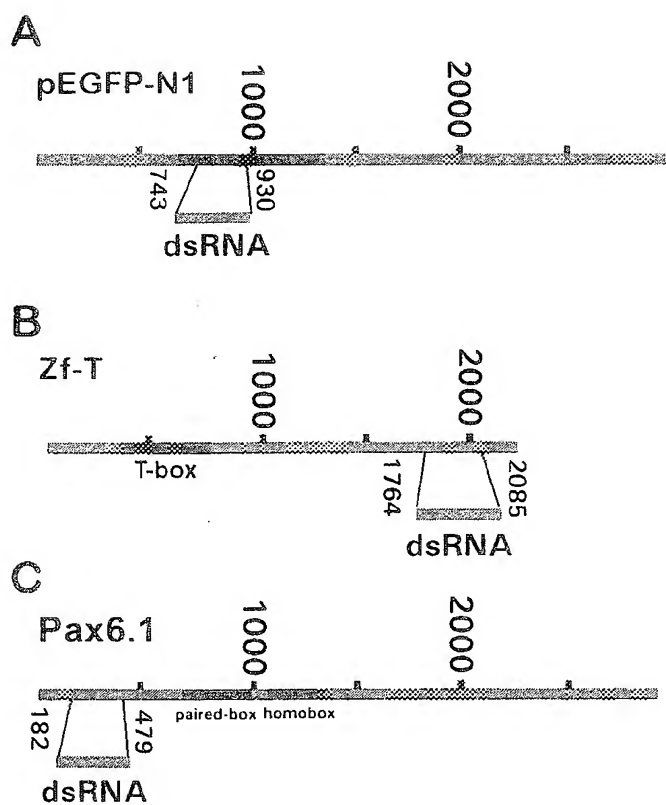 A
pEGFP-N1
1000
2000
743
930
dsRNA
B
Zf-T
1000
2000
T-box
1764
2085
dsRNA
C
Pax6.1
1000
2000
paired-box homobox
182
479
dsRNA